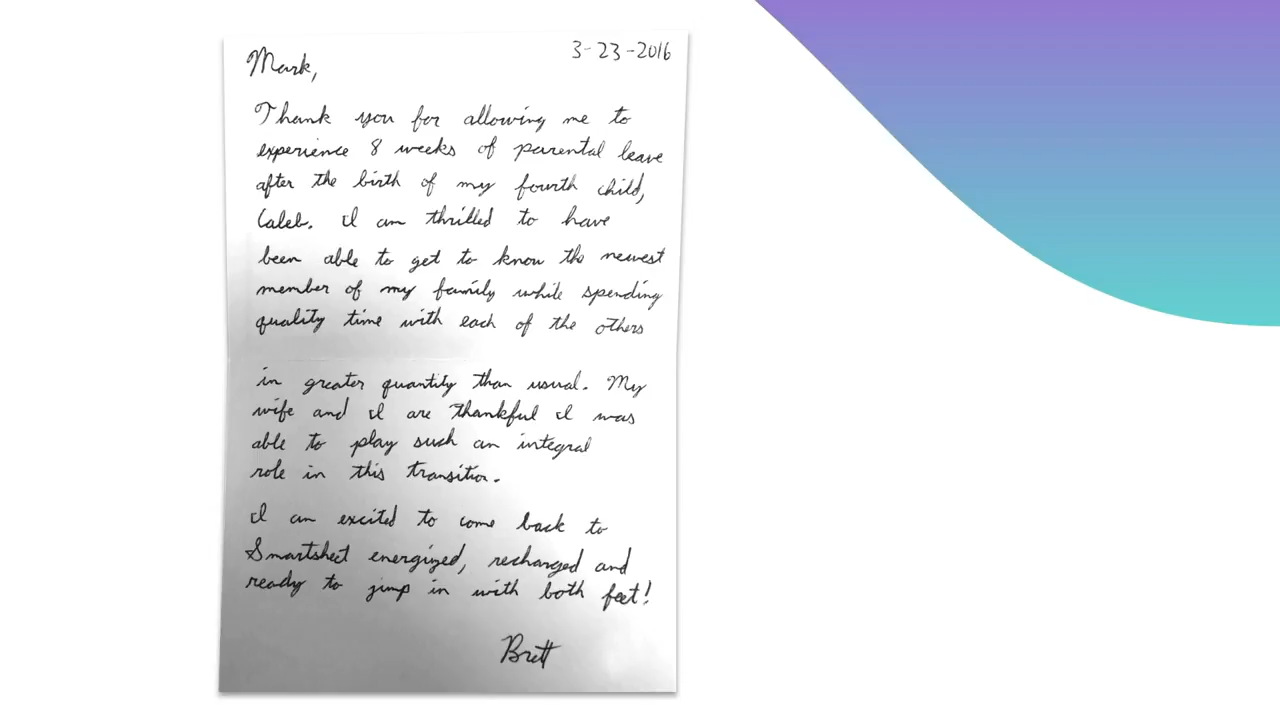 3-23-2016
Mark,
Thank you for allowing me to
experience 8 weeks of parental leave
after the birth of my fourth child,
Caleb. I am thrilled to have
been able to get to know the newest
member of my family while spending
quality time with each of the others
in greater quantity than usual. My
wife and I are thankful I was
able to play such an integral
role in this transition.
I am excited to come back to
Smartsheet energized, recharged and
ready to jump in with both feet!
Brett